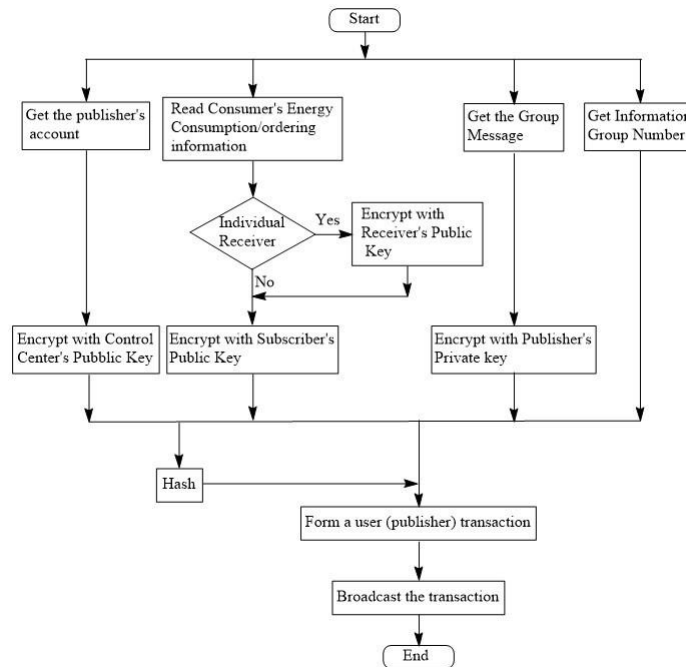 Start
Get the publisher's
account
Read Consumer's Energy
Consumption/ordering
information
Get the Group
Message
Get Information
Group Number
Individual
Receiver
Yes
Encrypt with
Receiver's Public
Key
No
Encrypt with Control
Center's Pubblic Key
Encrypt with Subscriber's
Public Key
Encrypt with Publisher's
Private key
Hash
Form a user (publisher) transaction
Broadcast the transaction
End